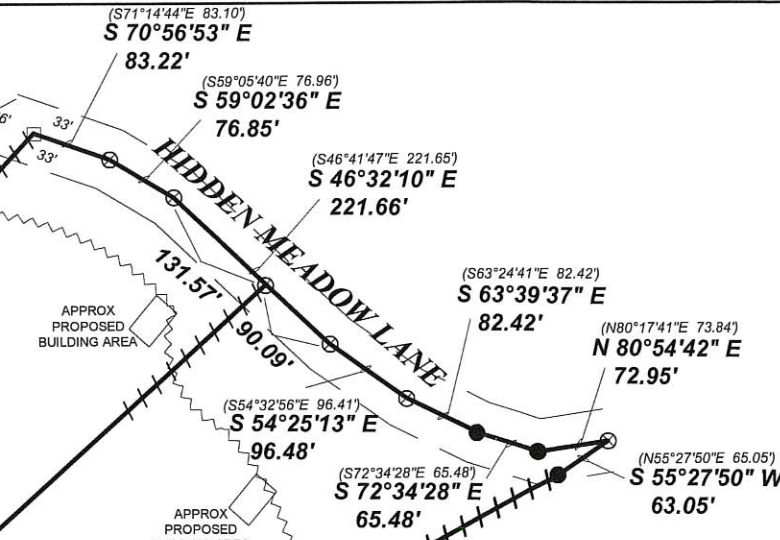 (S71°14'44"E 83.10')
S 70°56'53" E
83.22'
(S59°05'40"E 76.96')
S 59°02'36" E
76.85'
6'
33'
33'
(S46°41'47"E 221.65')
S 46°32'10" E
221.66'
HIDDEN MEADOW LANE
131.57'
90.09'
(S63°24'41"E 82.42')
S 63°39'37" E
82.42'
APPROX
PROPOSED
BUILDING AREA
(N80°17'41"E 73.84')
N 80°54'42" E
72.95'
(S54°32'56"E 96.41')
S 54°25'13" E
96.48'
(S72°34'28"E 65.48')
S 72°34'28" E
65.48'
(N55°27'50"E 65.05')
S 55°27'50" W
63.05'
APPROX
PROPOSED